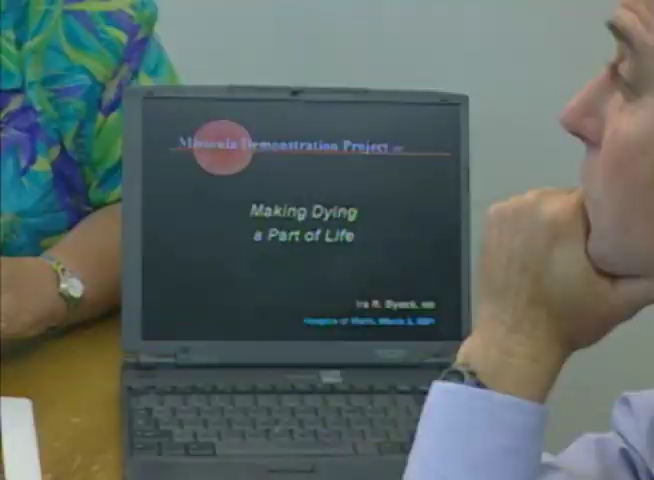 Missoula Demonstration Project
Making Dying
a Part of Life
Ira R. Byock, MD